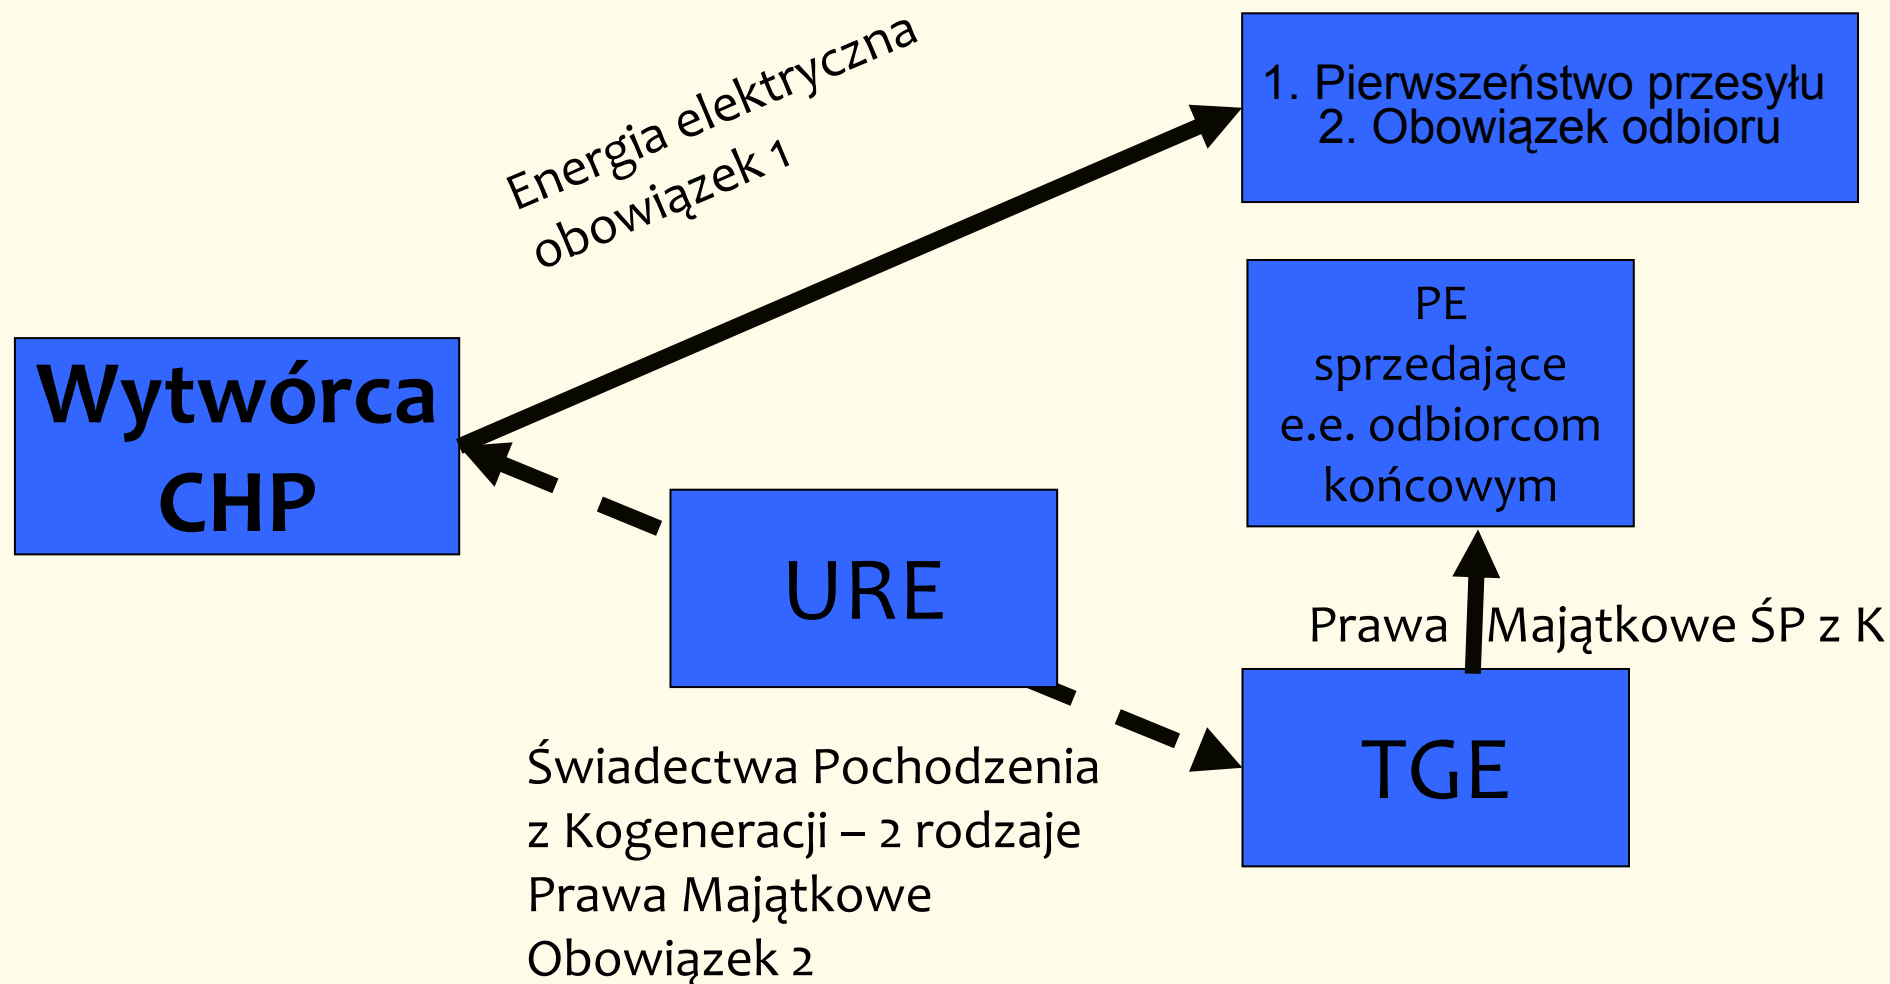 Energia elektryczna
obowiązek 1
1. Pierwszeństwo przesyłu
2. Obowiązek odbioru
Wytwórca
CHP
PE
sprzedające
e.e. odbiorcom
końcowym
URE
Prawa Majątkowe ŚP z K
TGE
Świadectwa Pochodzenia
z Kogeneracji – 2 rodzaje
Prawa Majątkowe
Obowiązek 2